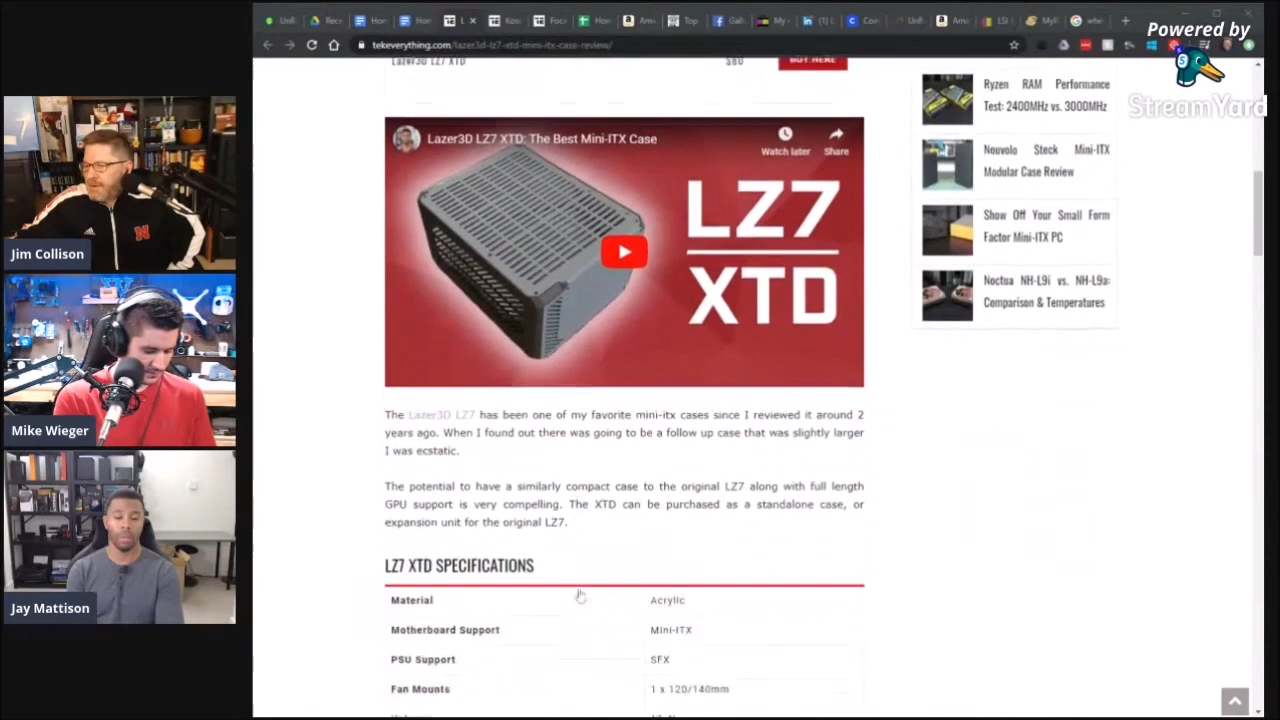 Powered by
StreamYard
Jim Collison
Mike Wieger
Jay Mattison
tekeverything.com/lazer3d-lz7-xtd-mini-itx-case-review/
Lazer3D LZ7 XTD
$80
BUY HERE
Lazer3D LZ7 XTD: The Best Mini-ITX Case
Watch later
Share
LZ7
XTD
The Lazer3D LZ7 has been one of my favorite mini-itx cases since I reviewed it around 2
years ago. When I found out there was going to be a follow up case that was slightly larger
I was ecstatic.
The potential to have a similarly compact case to the original LZ7 along with full length
GPU support is very compelling. The XTD can be purchased as a standalone case, or
expansion unit for the original LZ7.
LZ7 XTD SPECIFICATIONS
Material Acrylic
Motherboard Support Mini-ITX
PSU Support SFX
Fan Mounts 1 x 120/140mm
Ryzen RAM Performance
Test: 2400MHz vs. 3000MHz
Nouvolo Steck Mini-ITX
Modular Case Review
Show Off Your Small Form
Factor Mini-ITX PC
Noctua NH-L9i vs. NH-L9a:
Comparison & Temperatures